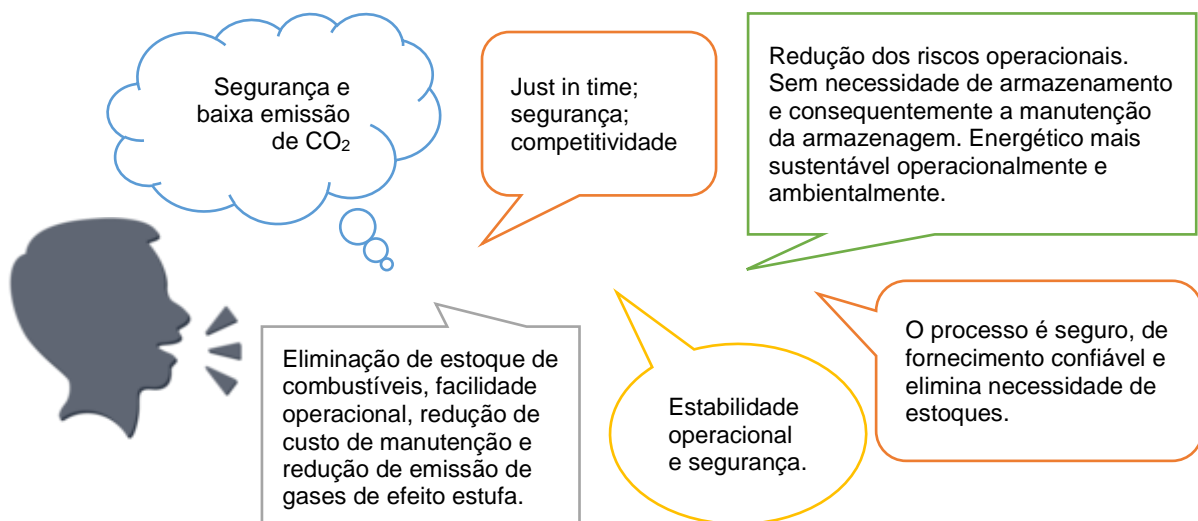 Segurança e
baixa emissão
de CO₂
Just in time;
segurança;
competitividade
Redução dos riscos operacionais.
Sem necessidade de armazenamento
e consequentemente a manutenção
da armazenagem. Energético mais
sustentável operacionalmente e
ambientalmente.
Eliminação de estoque de
combustíveis, facilidade
operacional, redução de
custo de manutenção e
redução de emissão de
gases de efeito estufa.
Estabilidade
operacional
e segurança.
O processo é seguro, de
fornecimento confiável e
elimina necessidade de
estoques.